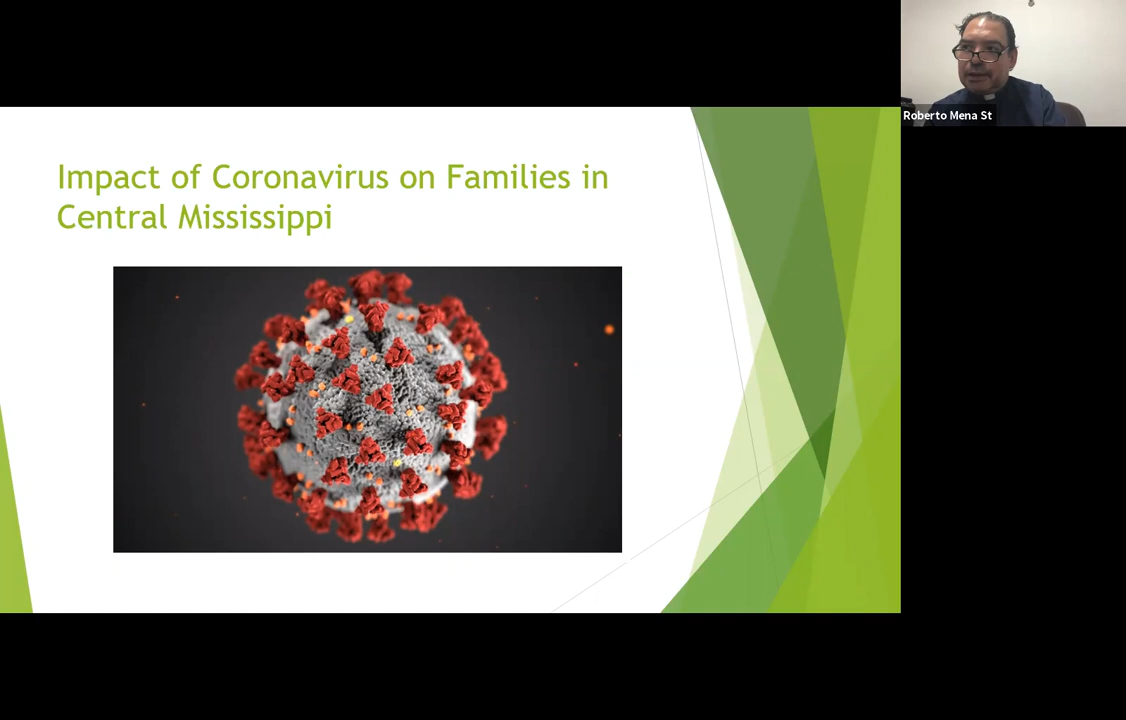 Impact of Coronavirus on Families in
Central Mississippi
Roberto Mena St